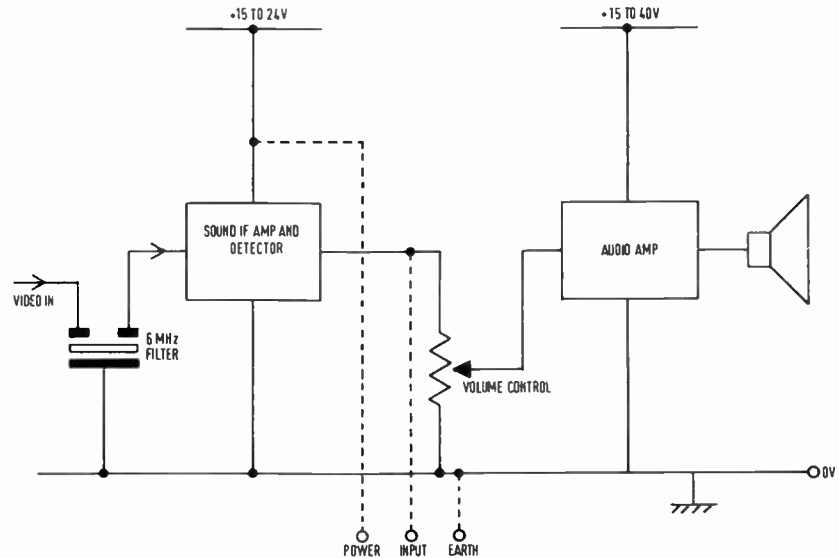 +15 TO 24V
+15 TO 40V
SOUND IF AMP AND
DETECTOR
AUDIO AMP
VIDEO IN
6 MHz
FILTER
VOLUME CONTROL
0V
POWER
INPUT
EARTH